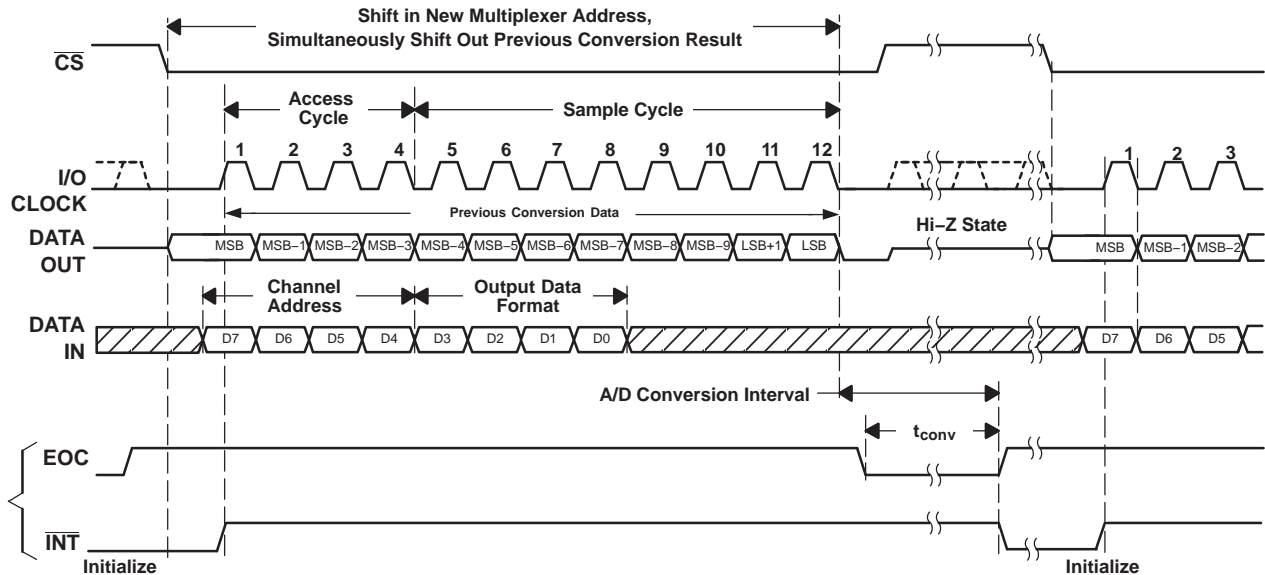 Shift in New Multiplexer Address,
Simultaneously Shift Out Previous Conversion Result
CS
Access
Cycle
Sample Cycle
1 2 3 4 5 6 7 8 9 10 11 12 1 2 3
I/O
CLOCK
Previous Conversion Data
Hi–Z State
DATA
OUT
MSB MSB–1 MSB–2 MSB–3 MSB–4 MSB–5 MSB–6 MSB–7 MSB–8 MSB–9 LSB+1 LSB MSB MSB–1 MSB–2
Channel
Address
Output Data
Format
DATA
IN
D7 D6 D5 D4 D3 D2 D1 D0 D7 D6 D5
A/D Conversion Interval
tconv
EOC
INT
Initialize Initialize